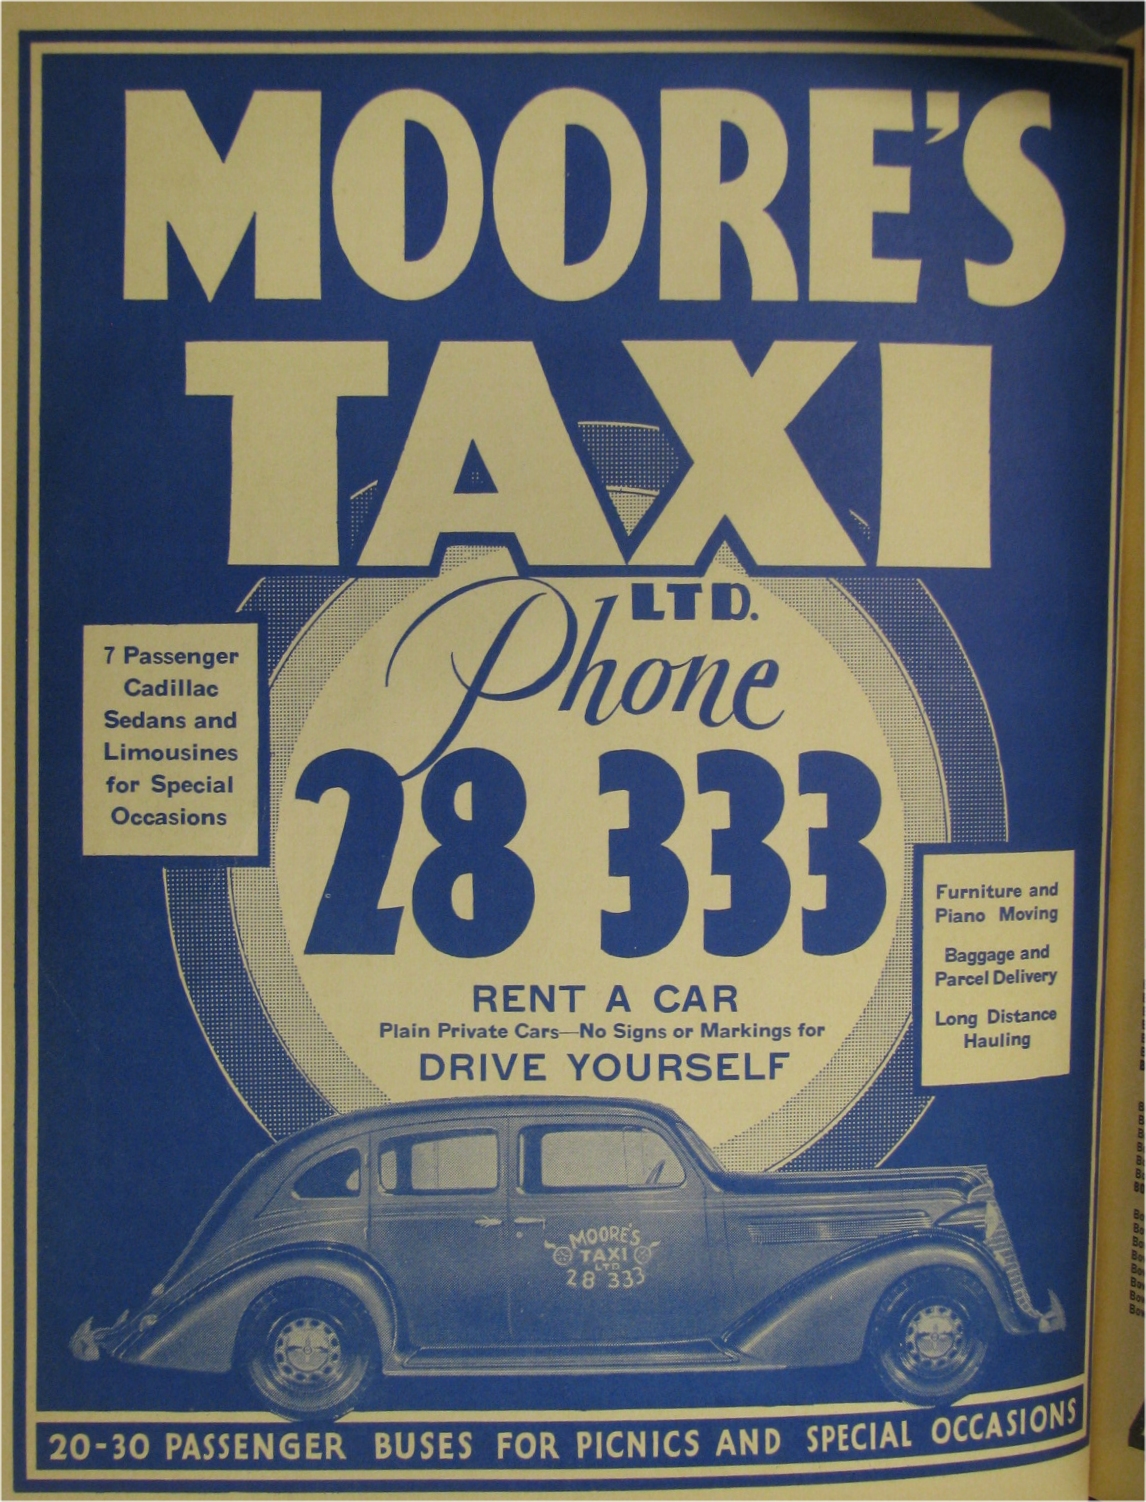 MOORE'S
TAXI
LTD.
Phone
28 333
7 Passenger
Cadillac
Sedans and
Limousines
for Special
Occasions
Furniture and
Piano Moving
Baggage and
Parcel Delivery
Long Distance
Hauling
RENT A CAR
Plain Private Cars—No Signs or Markings for
DRIVE YOURSELF
MOORE'S
TAXI
LTD
28 333
20-30 PASSENGER BUSES FOR PICNICS AND SPECIAL OCCASIONS